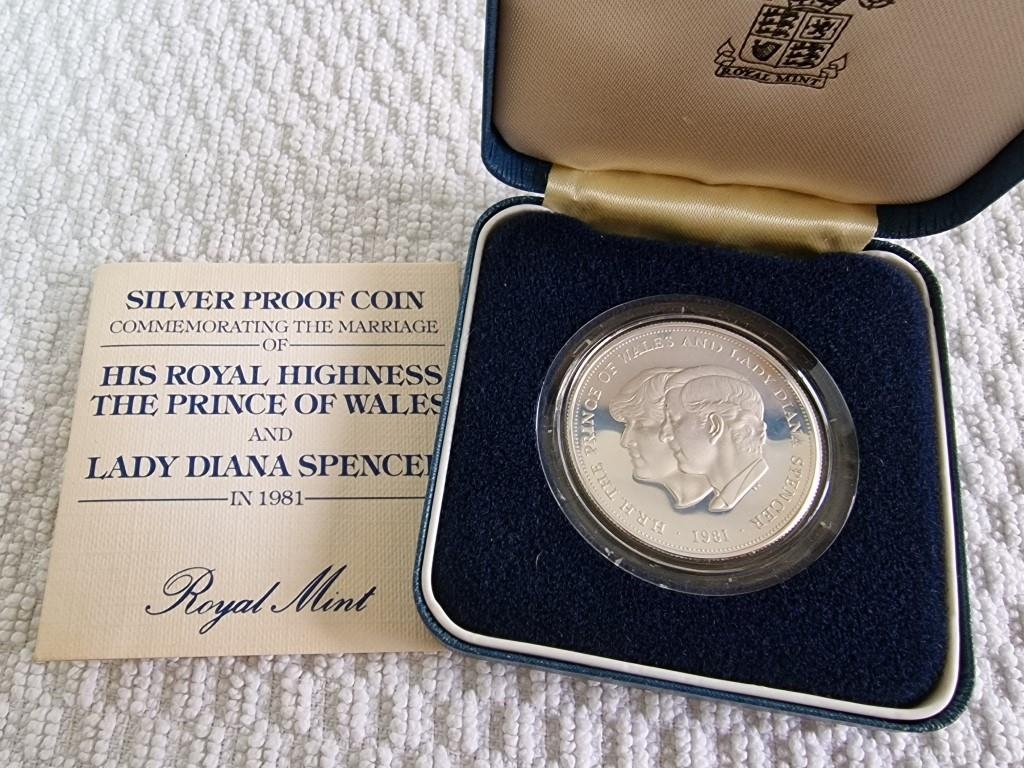 SILVER PROOF COIN
COMMEMORATING THE MARRIAGE
OF
HIS ROYAL HIGHNESS
THE PRINCE OF WALES
AND
LADY DIANA SPENCER
IN 1981
Royal Mint
ROYAL MINT
H.R.H. THE PRINCE OF WALES AND LADY DIANA SPENCER
· 1981 ·